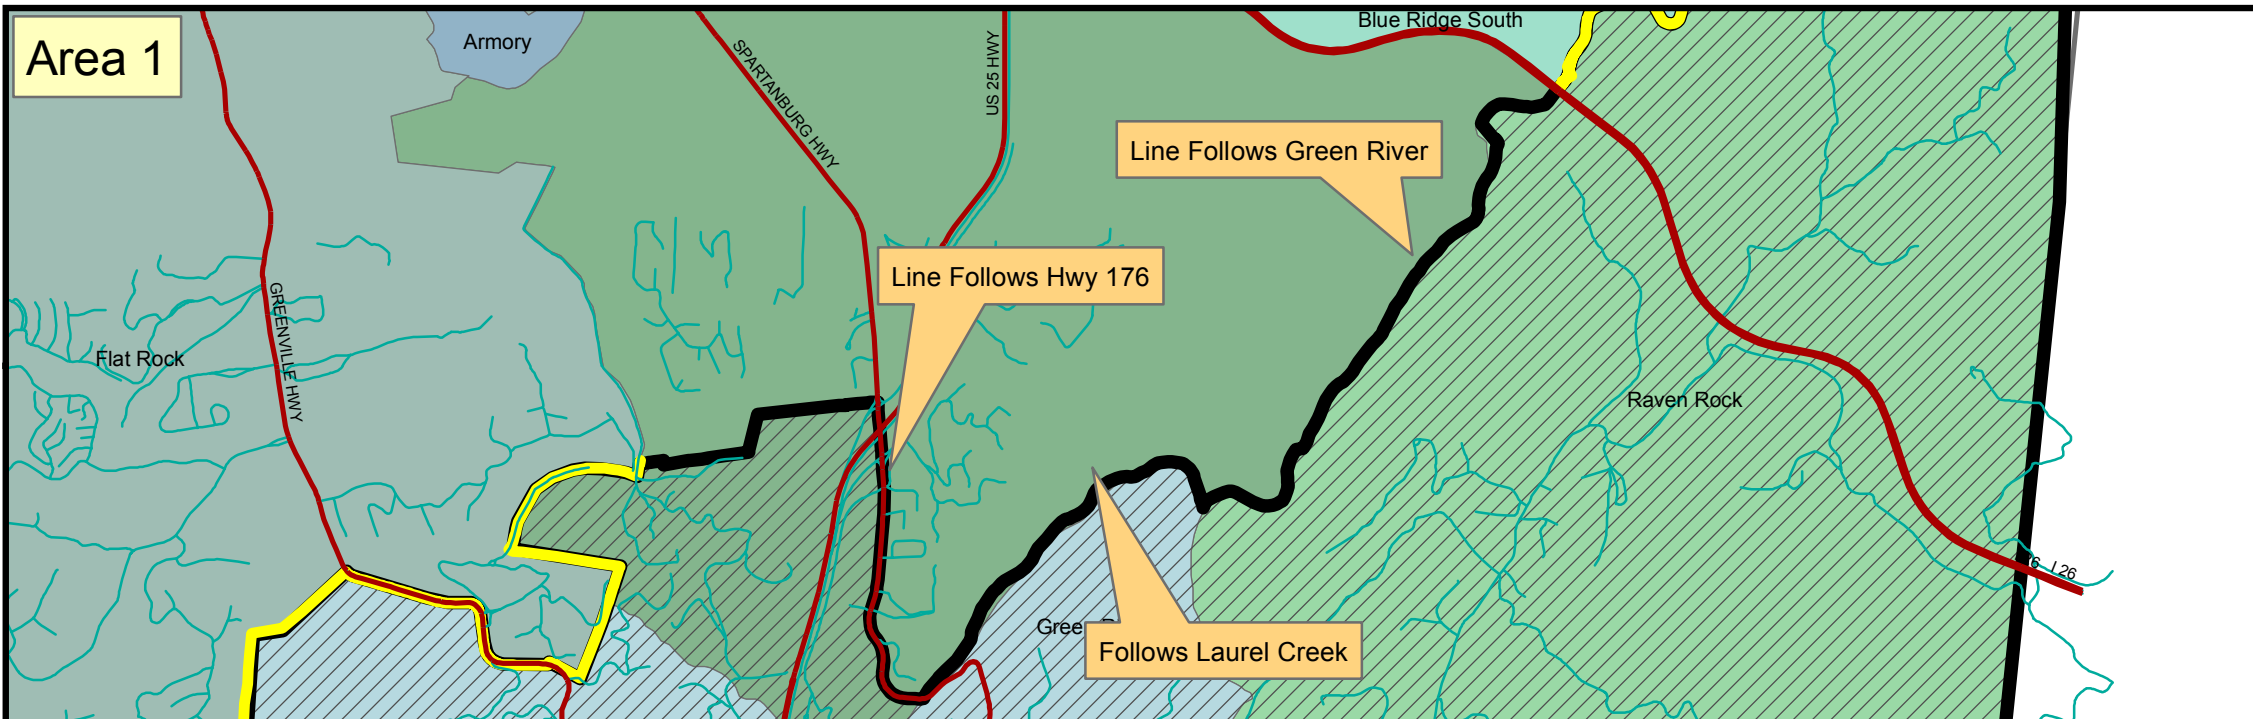 Area 1
Armory
Blue Ridge South
SPARTANBURG HWY
US 25 HWY
Line Follows Green River
Line Follows Hwy 176
GREENVILLE HWY
Flat Rock
Raven Rock
I 26
Follows Laurel Creek